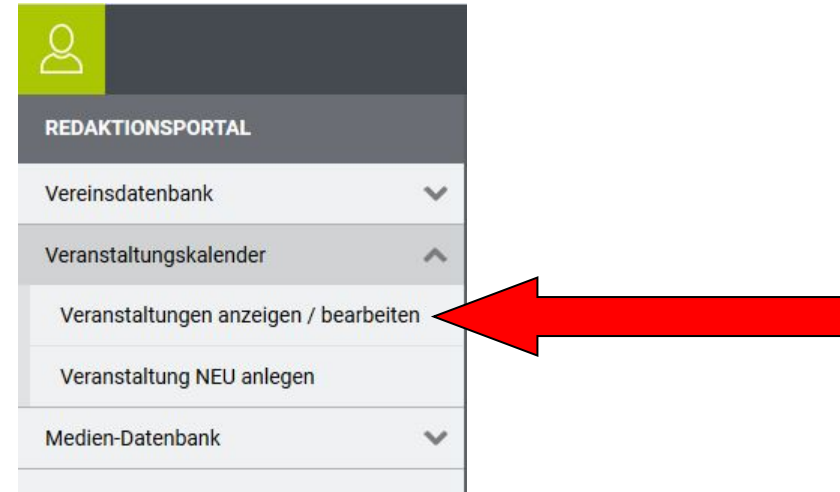 REDAKTIONSPORTAL
Vereinsdatenbank
Veranstaltungskalender
Veranstaltungen anzeigen / bearbeiten
Veranstaltung NEU anlegen
Medien-Datenbank